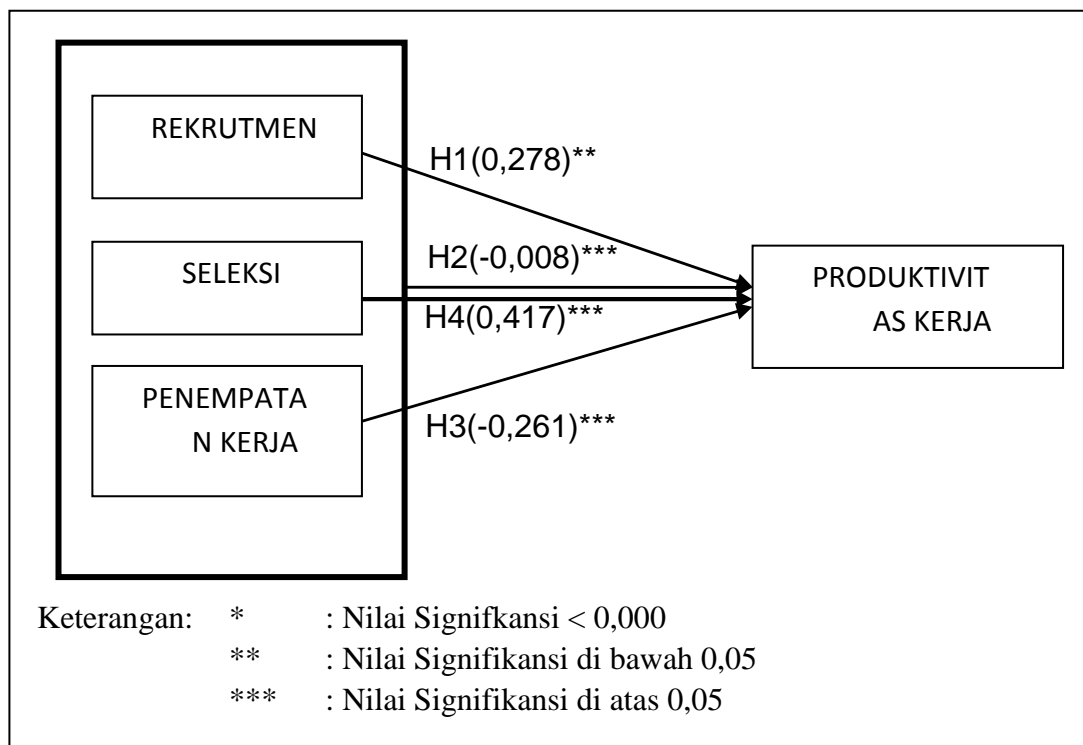 REKRUTMEN
H1(0,278)**
SELEKSI
H2(-0,008)***
H4(0,417)***
PRODUKTIVIT
AS KERJA
PENEMPATA
N KERJA
H3(-0,261)***
Keterangan: * : Nilai Signifkansi < 0,000
** : Nilai Signifikansi di bawah 0,05
*** : Nilai Signifikansi di atas 0,05